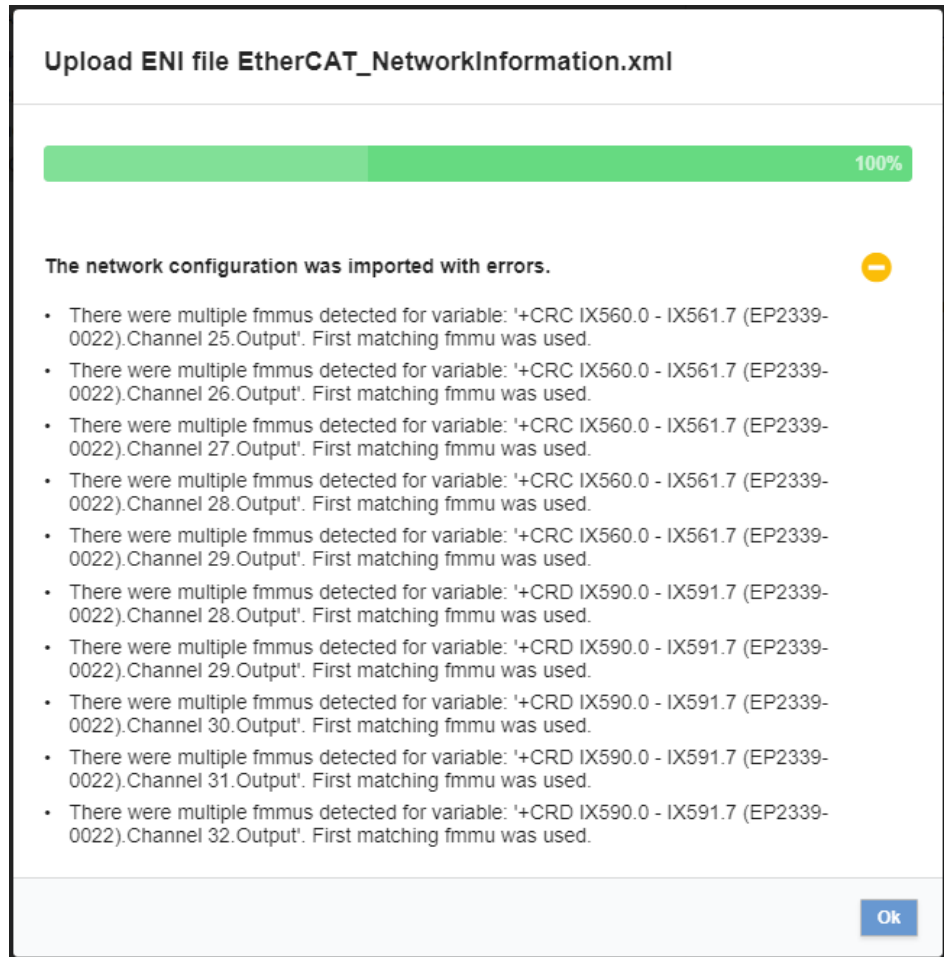 Upload ENI file EtherCAT_NetworkInformation.xml
100%
The network configuration was imported with errors.
• There were multiple fmmus detected for variable: '+CRC IX560.0 - IX561.7 (EP2339-
0022).Channel 25.Output'. First matching fmmu was used.
• There were multiple fmmus detected for variable: '+CRC IX560.0 - IX561.7 (EP2339-
0022).Channel 26.Output'. First matching fmmu was used.
• There were multiple fmmus detected for variable: '+CRC IX560.0 - IX561.7 (EP2339-
0022).Channel 27.Output'. First matching fmmu was used.
• There were multiple fmmus detected for variable: '+CRC IX560.0 - IX561.7 (EP2339-
0022).Channel 28.Output'. First matching fmmu was used.
• There were multiple fmmus detected for variable: '+CRC IX560.0 - IX561.7 (EP2339-
0022).Channel 29.Output'. First matching fmmu was used.
• There were multiple fmmus detected for variable: '+CRD IX590.0 - IX591.7 (EP2339-
0022).Channel 28.Output'. First matching fmmu was used.
• There were multiple fmmus detected for variable: '+CRD IX590.0 - IX591.7 (EP2339-
0022).Channel 29.Output'. First matching fmmu was used.
• There were multiple fmmus detected for variable: '+CRD IX590.0 - IX591.7 (EP2339-
0022).Channel 30.Output'. First matching fmmu was used.
• There were multiple fmmus detected for variable: '+CRD IX590.0 - IX591.7 (EP2339-
0022).Channel 31.Output'. First matching fmmu was used.
• There were multiple fmmus detected for variable: '+CRD IX590.0 - IX591.7 (EP2339-
0022).Channel 32.Output'. First matching fmmu was used.
Ok